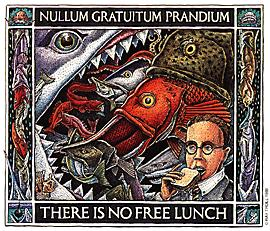 NULLUM GRATUITUM PRANDIUM
THERE IS NO FREE LUNCH